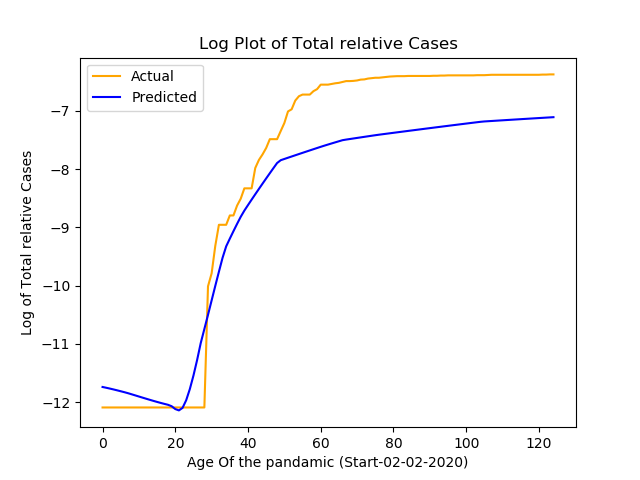 Log Plot of Total relative Cases
Actual
Predicted
Log of Total relative Cases
−7
−8
−9
−10
−11
−12
0 20 40 60 80 100 120
Age Of the pandamic (Start-02-02-2020)